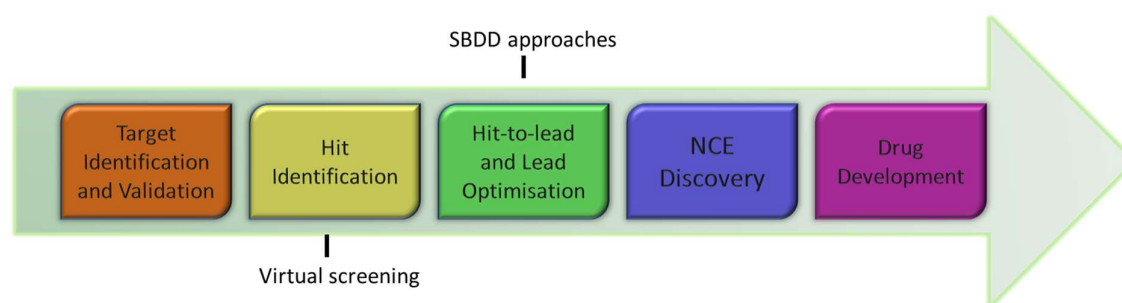 SBDD approaches
Target
Identification
and Validation
Hit
Identification
Hit-to-lead
and Lead
Optimisation
NCE
Discovery
Drug
Development
Virtual screening